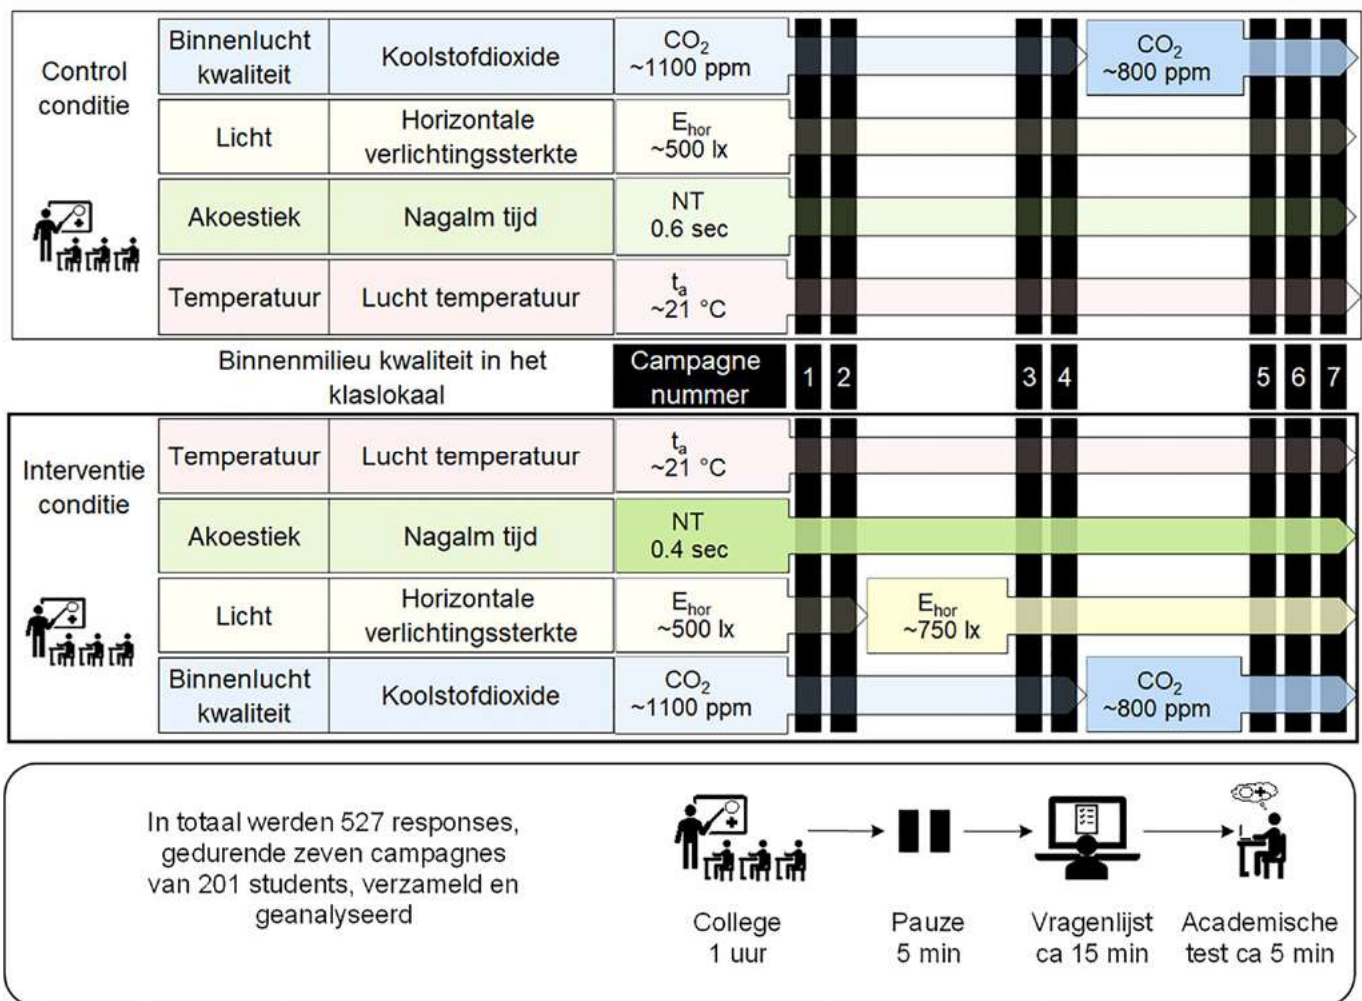 Control
conditie
Binnenlucht
kwaliteit
Koolstofdioxide
CO₂
~1100 ppm
CO₂
~800 ppm
Licht
Horizontale
verlichtingssterkte
E_hor
~500 lx
Akoestiek
Nagalm tijd
NT
0.6 sec
Temperatuur
Lucht temperatuur
tₐ
~21 °C
Binnenmilieu kwaliteit in het
klaslokaal
Campagne
nummer
1 2 3 4 5 6 7
Interventie
conditie
Temperatuur
Lucht temperatuur
tₐ
~21 °C
Akoestiek
Nagalm tijd
NT
0.4 sec
Licht
Horizontale
verlichtingssterkte
E_hor
~500 lx
E_hor
~750 lx
Binnenlucht
kwaliteit
Koolstofdioxide
CO₂
~1100 ppm
CO₂
~800 ppm
In totaal werden 527 responses,
gedurende zeven campagnes
van 201 students, verzameld en
geanalyseerd
College
1 uur
Pauze
5 min
Vragenlijst
ca 15 min
Academische
test ca 5 min